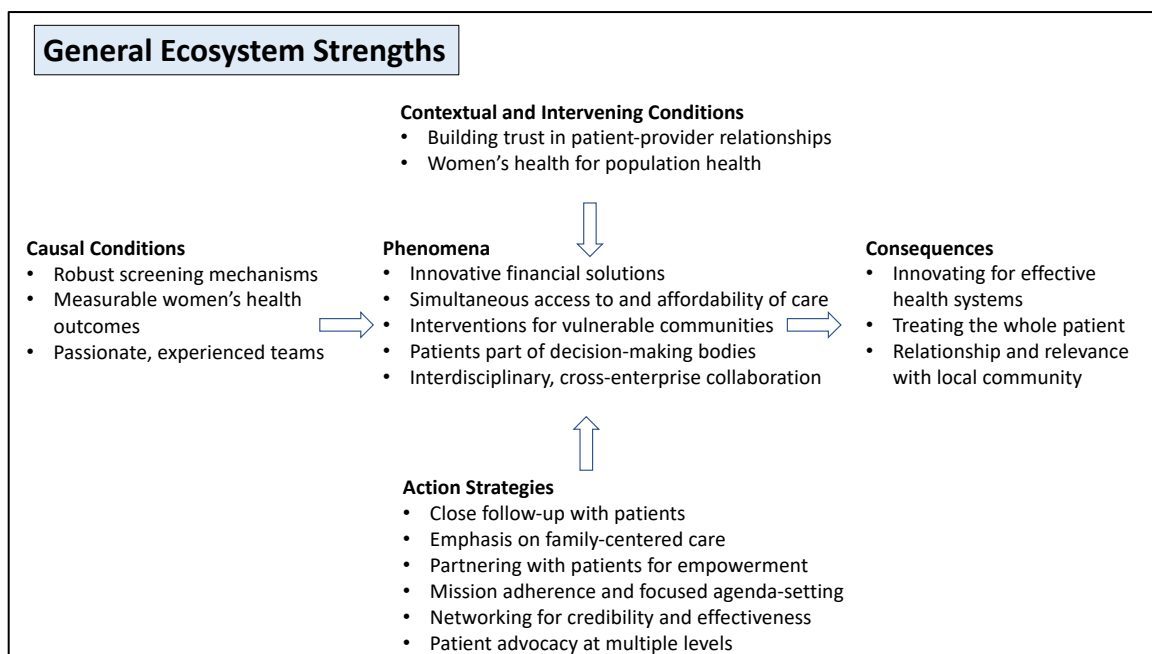 General Ecosystem Strengths
Contextual and Intervening Conditions
• Building trust in patient-provider relationships
• Women’s health for population health
Causal Conditions
• Robust screening mechanisms
• Measurable women’s health
outcomes
• Passionate, experienced teams
Phenomena
• Innovative financial solutions
• Simultaneous access to and affordability of care
• Interventions for vulnerable communities
• Patients part of decision-making bodies
• Interdisciplinary, cross-enterprise collaboration
Consequences
• Innovating for effective
health systems
• Treating the whole patient
• Relationship and relevance
with local community
Action Strategies
• Close follow-up with patients
• Emphasis on family-centered care
• Partnering with patients for empowerment
• Mission adherence and focused agenda-setting
• Networking for credibility and effectiveness
• Patient advocacy at multiple levels